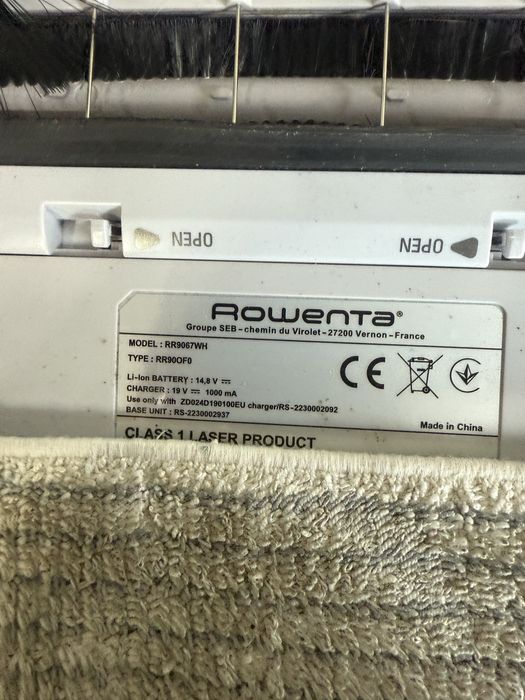 OPEN OPEN
ROWENTA®
Groupe SEB - chemin du Virolet - 27200 Vernon - France
MODEL : RR9067WH
TYPE : RR90OF0
Li-Ion BATTERY : 14,8 V ⎓
CHARGER : 19 V ⎓ 1000 mA
Use only with ZD024D190100EU charger/RS-2230002092
BASE UNIT : RS-2230002937
CE
Made in China
CLASS 1 LASER PRODUCT